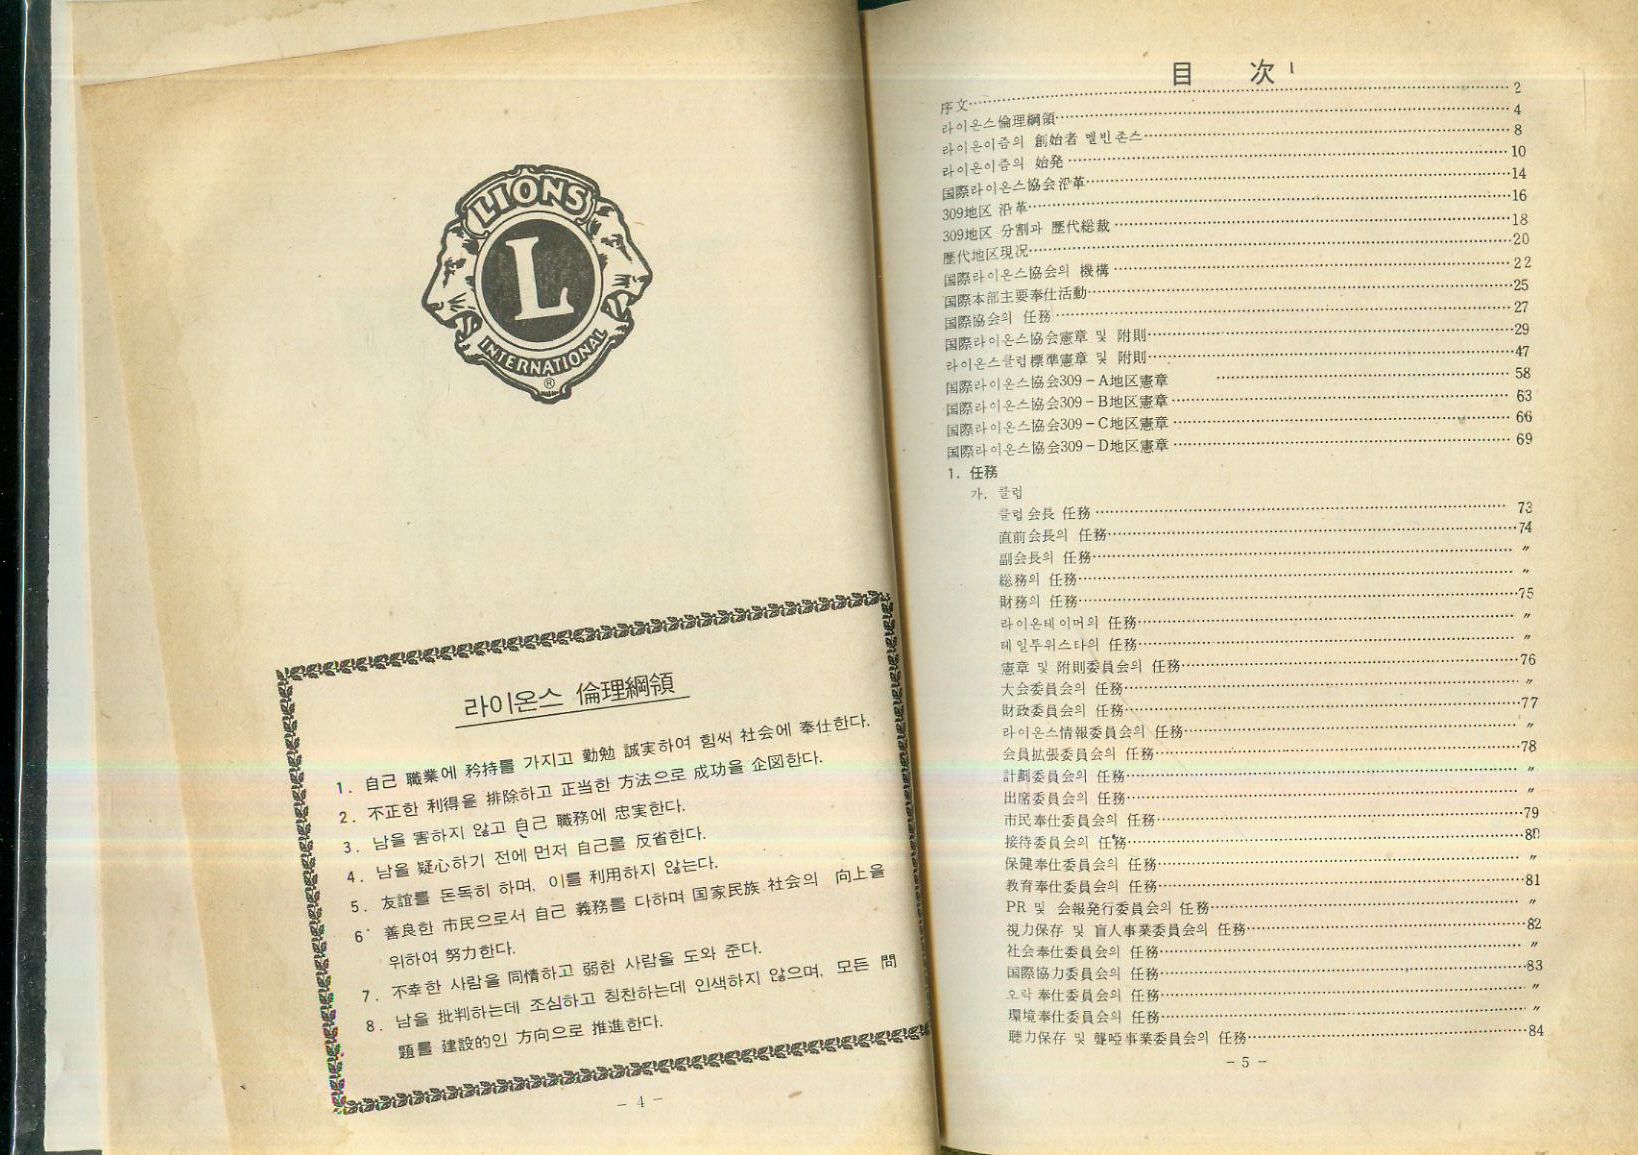 LIONS
L
INTERNATIONAL
®
라이온스 倫理綱領
1. 自己 職業에 矜持를 가지고 勤勉 誠実하여 힘써 社会에 奉仕한다.
2. 不正한 利得을 排除하고 正当한 方法으로 成功을 企図한다.
3. 남을 害하지 않고 自己 職務에 忠実한다.
4. 남을 疑心하기 전에 먼저 自己를 反省한다.
5. 友誼를 돈독히 하며, 이를 利用하지 않는다.
6. 善良한 市民으로서 自己 義務를 다하며 国家民族 社会의 向上을
위하여 努力한다.
7. 不幸한 사람을 同情하고 弱한 사람을 도와 준다.
8. 남을 批判하는데 조심하고 칭찬하는데 인색하지 않으며, 모든 問
題를 建設的인 方向으로 推進한다.
- 4 -
目 次 1
序文 2
라이온스倫理綱領 4
라이온이즘의 創始者 멜빈존스 8
라이온이즘의 始発 10
国際라이온스協会沿革 14
309地区 沿革 16
309地区 分割과 歴代総裁 18
歴代地区現况 20
国際라이온스協会의 機構 22
国際本部主要奉仕活動 25
国際協会의 任務 27
国際라이온스協会憲章 및 附則 29
라이온스클럽標準憲章 및 附則 47
国際라이온스協会309-A地区憲章 58
国際라이온스協会309-B地区憲章 63
国際라이온스協会309-C地区憲章 66
国際라이온스協会309-D地区憲章 69
1. 任務
가. 클럽
클럽会長 任務 73
直前会長의 任務 74
副会長의 任務 〃
総務의 任務 〃
財務의 任務 75
라이온테이머의 任務 〃
테일투위스타의 任務 〃
憲章 및 附則委員会의 任務 76
大会委員会의 任務 〃
財政委員会의 任務 77
라이온스情報委員会의 任務 〃
会員拡張委員会의 任務 78
計劃委員会의 任務 〃
出席委員会의 任務 〃
市民奉仕委員会의 任務 79
接待委員会의 任務 80
保健奉仕委員会의 任務 〃
教育奉仕委員会의 任務 81
PR 및 会報発行委員会의 任務 〃
視力保存 및 盲人事業委員会의 任務 82
社会奉仕委員会의 任務 〃
国際協力委員会의 任務 83
오락奉仕委員会의 任務 〃
環境奉仕委員会의 任務 〃
聴力保存 및 聾啞事業委員会의 任務 84
- 5 -